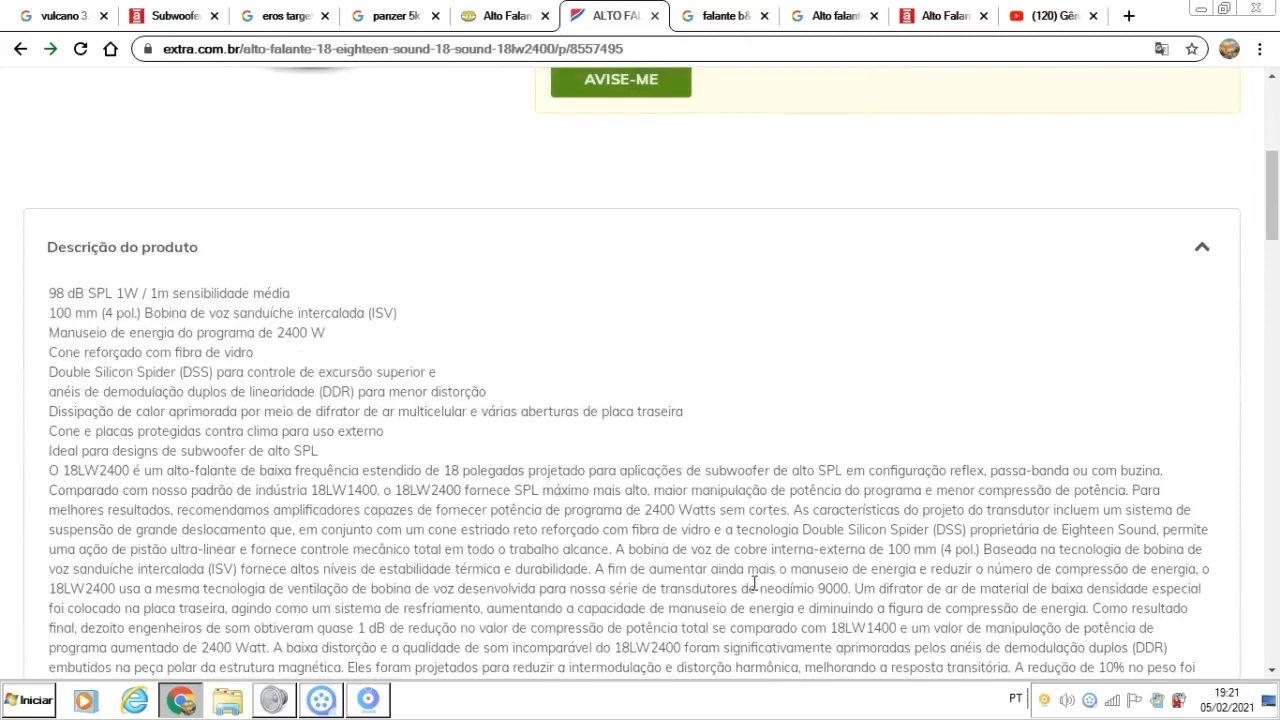 vulcano 3.
Subwoofe
eros targe
panzer 5k
Alto Falan
ALTO FAL
falante b&
Alto falant
Alto Falan
(120) Gên
extra.com.br/alto-falante-18-eighteen-sound-18-sound-18lw2400/p/8557495
AVISE-ME
Descrição do produto
98 dB SPL 1W / 1m sensibilidade média
100 mm (4 pol.) Bobina de voz sanduíche intercalada (ISV)
Manuseio de energia do programa de 2400 W
Cone reforçado com fibra de vidro
Double Silicon Spider (DSS) para controle de excursão superior e
anéis de demodulação duplos de linearidade (DDR) para menor distorção
Dissipação de calor aprimorada por meio de difrator de ar multicelular e várias aberturas de placa traseira
Cone e placas protegidas contra clima para uso externo
Ideal para designs de subwoofer de alto SPL
O 18LW2400 é um alto-falante de baixa frequência estendido de 18 polegadas projetado para aplicações de subwoofer de alto SPL em configuração reflex, passa-banda ou com buzina.
Comparado com nosso padrão de indústria 18LW1400, o 18LW2400 fornece SPL máximo mais alto, maior manipulação de potência do programa e menor compressão de potência. Para
melhores resultados, recomendamos amplificadores capazes de fornecer potência de programa de 2400 Watts sem cortes. As características do projeto do transdutor incluem um sistema de
suspensão de grande deslocamento que, em conjunto com um cone estriado reto reforçado com fibra de vidro e a tecnologia Double Silicon Spider (DSS) proprietária de Eighteen Sound, permite
uma ação de pistão ultra-linear e fornece controle mecânico total em todo o trabalho alcance. A bobina de voz de cobre interna-externa de 100 mm (4 pol.) Baseada na tecnologia de bobina de
voz sanduíche intercalada (ISV) fornece altos níveis de estabilidade térmica e durabilidade. A fim de aumentar ainda mais o manuseio de energia e reduzir o número de compressão de energia, o
18LW2400 usa a mesma tecnologia de ventilação de bobina de voz desenvolvida para nossa série de transdutores de neodímio 9000. Um difrator de ar de material de baixa densidade especial
foi colocado na placa traseira, agindo como um sistema de resfriamento, aumentando a capacidade de manuseio de energia e diminuindo a figura de compressão de energia. Como resultado
final, dezoito engenheiros de som obtiveram quase 1 dB de redução no valor de compressão de potência total se comparado com 18LW1400 e um valor de manipulação de potência de
programa aumentado de 2400 Watt. A baixa distorção e a qualidade de som incomparável do 18LW2400 foram significativamente aprimoradas pelos anéis de demodulação duplos (DDR)
embutidos na peça polar da estrutura magnética. Eles foram projetados para reduzir a intermodulação e distorção harmônica, melhorando a resposta transitória. A redução de 10% no peso foi
Iniciar
PT
19:21
05/02/2021